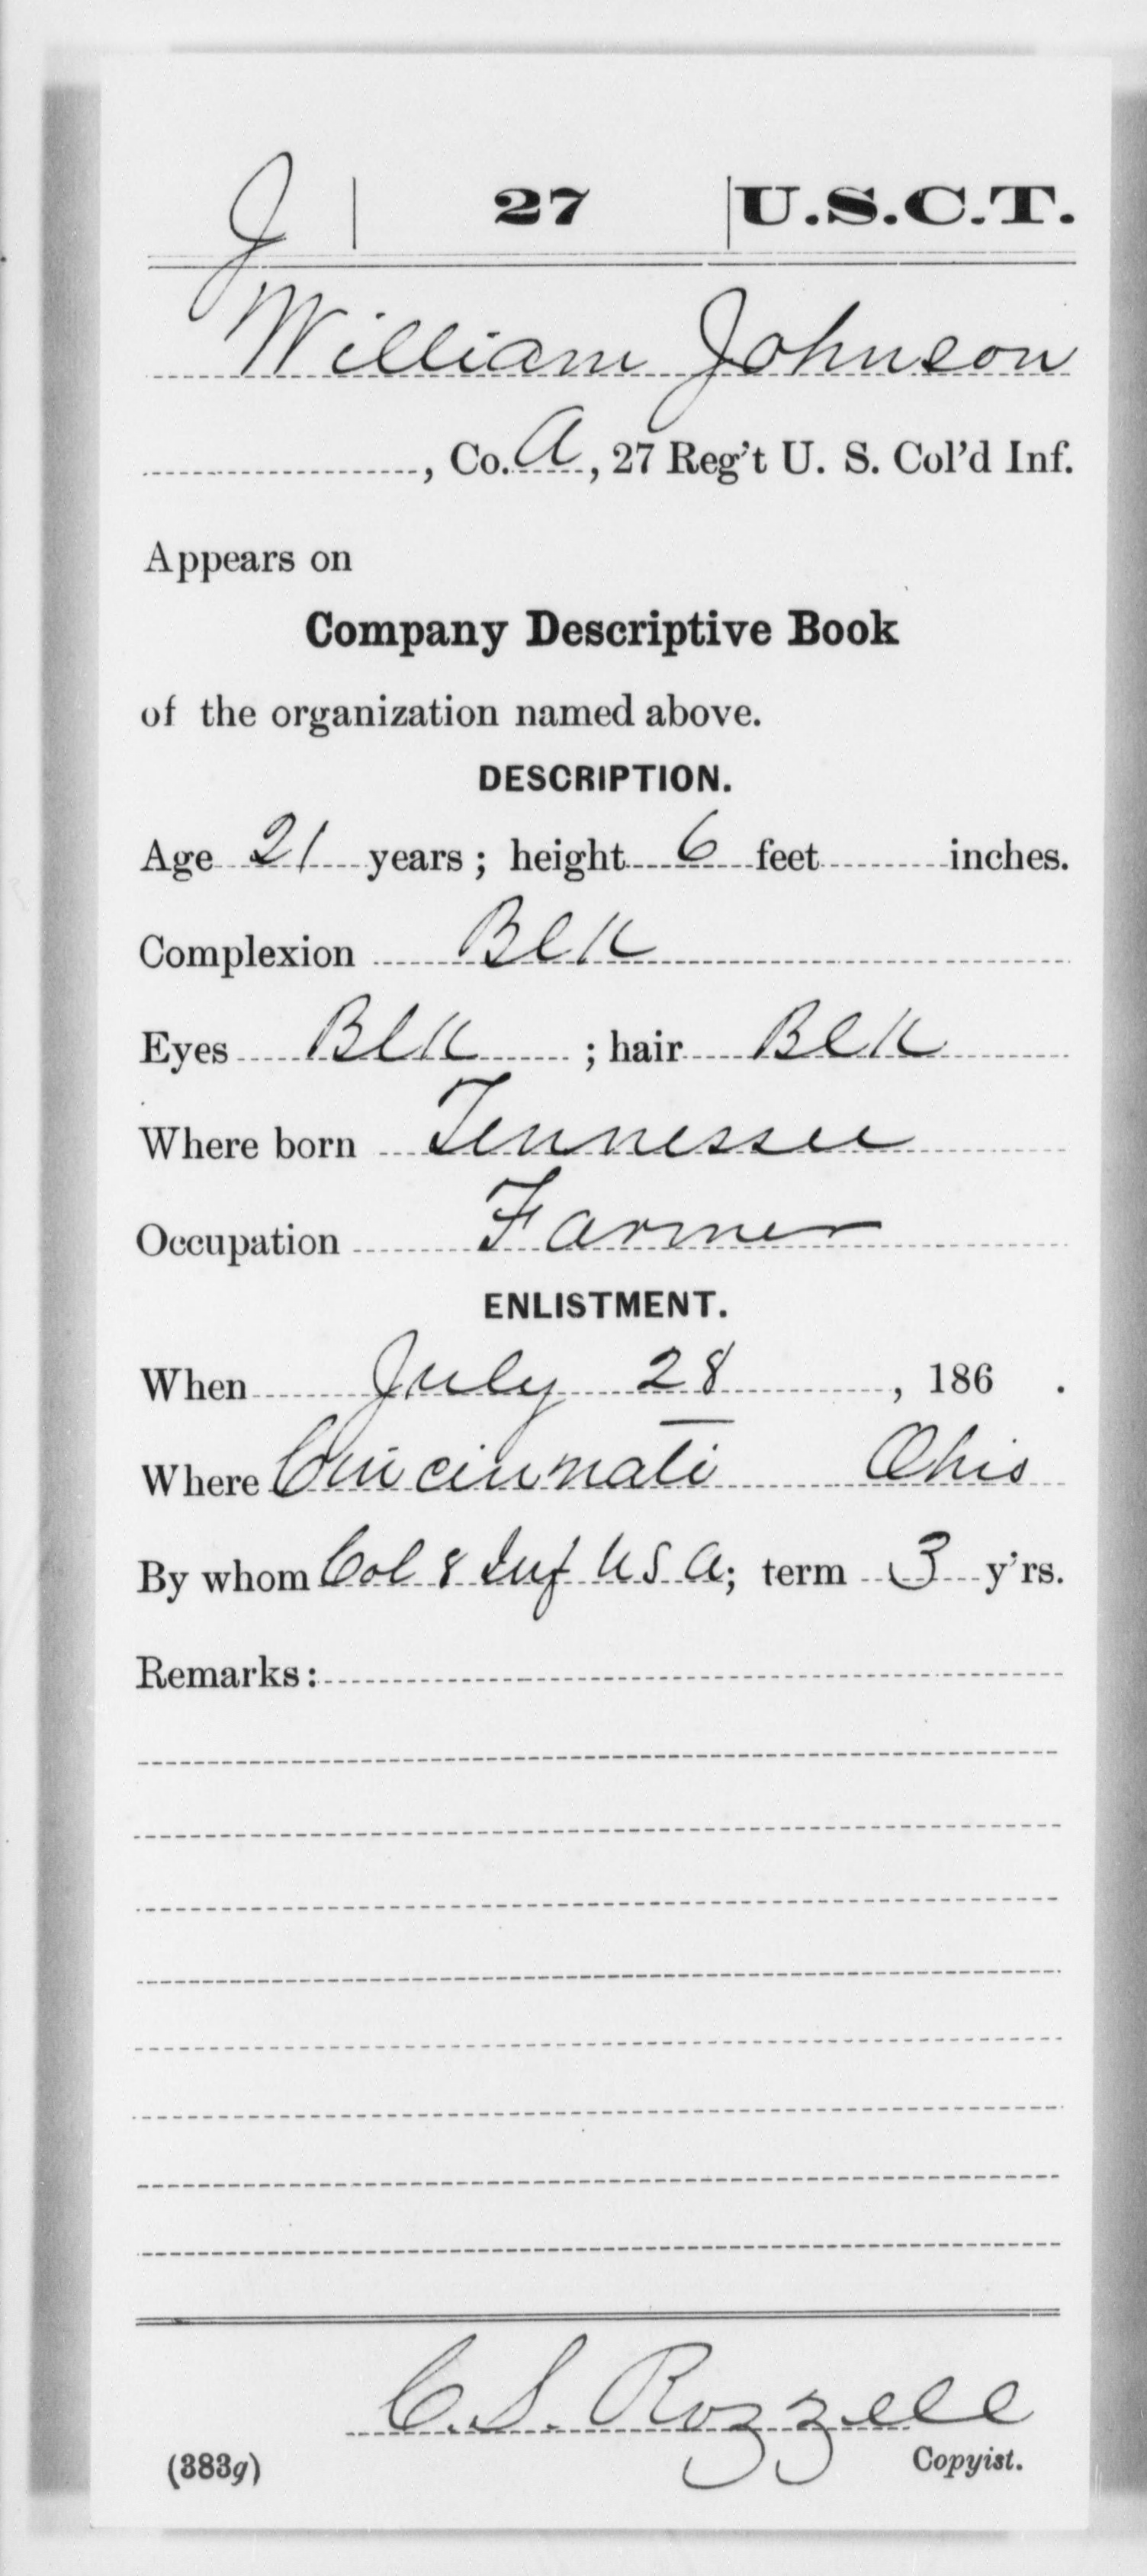 J | 27 | U.S.C.T.
William Johnson
, Co. A, 27 Reg't U. S. Col'd Inf.
Appears on
Company Descriptive Book
of the organization named above.
DESCRIPTION.
Age 21 years; height 6 feet inches.
Complexion Blk
Eyes Blk; hair Blk
Where born Tennessee
Occupation Farmer
ENLISTMENT.
When July 28, 186 .
Where Cincinnati Ohio
By whom Col 8 Inf U S A; term 3 y'rs.
Remarks:
C. S. Rozzell
(383g) Copyist.